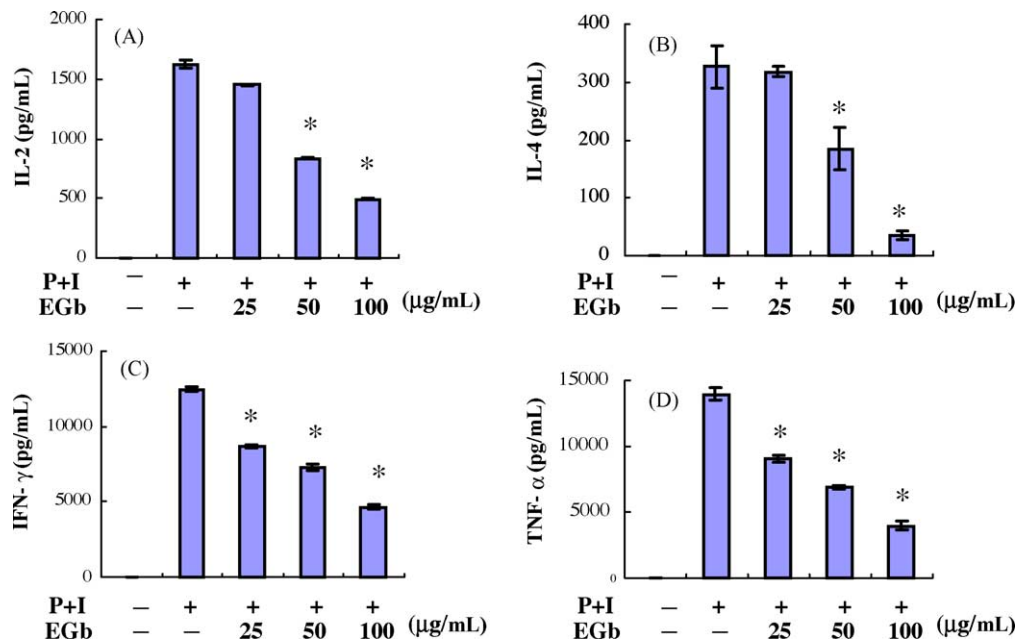 (A)
IL-2 (pg/mL)
2000
1500
1000
500
0
P+I — + + + +
EGb — — 25 50 100 (μg/mL)
* *
(B)
IL-4 (pg/mL)
400
300
200
100
0
P+I — + + + +
EGb — — 25 50 100 (μg/mL)
* *
(C)
IFN- γ (pg/mL)
15000
10000
5000
0
P+I — + + + +
EGb — — 25 50 100 (μg/mL)
* * *
(D)
TNF- α (pg/mL)
15000
10000
5000
0
P+I — + + + +
EGb — — 25 50 100 (μg/mL)
* * *